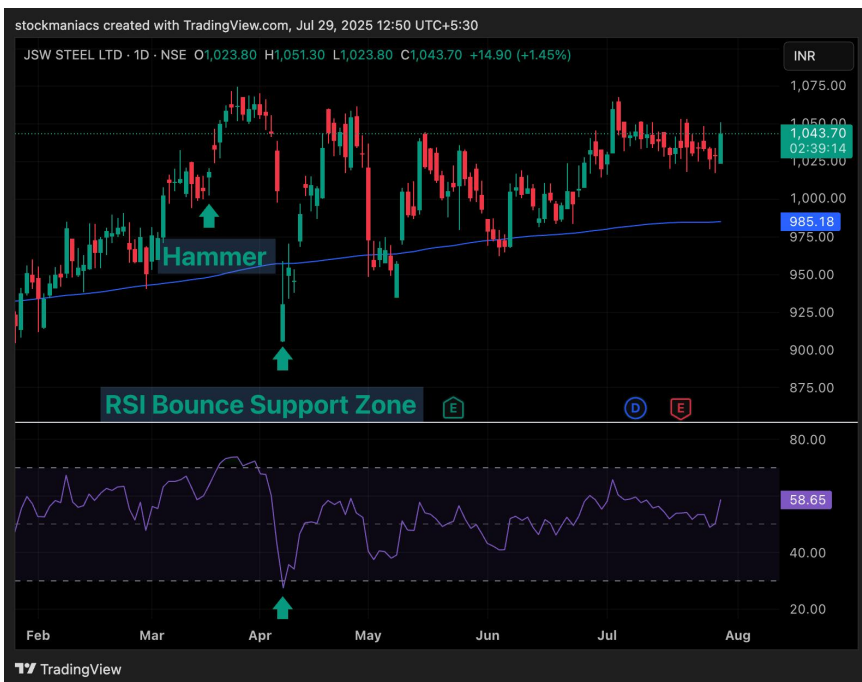 stockmaniacs created with TradingView.com, Jul 29, 2025 12:50 UTC+5:30
JSW STEEL LTD · 1D · NSE O1,023.80 H1,051.30 L1,023.80 C1,043.70 +14.90 (+1.45%)
INR
1,075.00
1,050.00
1,043.70
02:39:14
1,025.00
1,000.00
985.18
975.00
Hammer
950.00
925.00
900.00
875.00
RSI Bounce Support Zone
E
D
E
80.00
58.65
40.00
20.00
Feb Mar Apr May Jun Jul Aug
TradingView